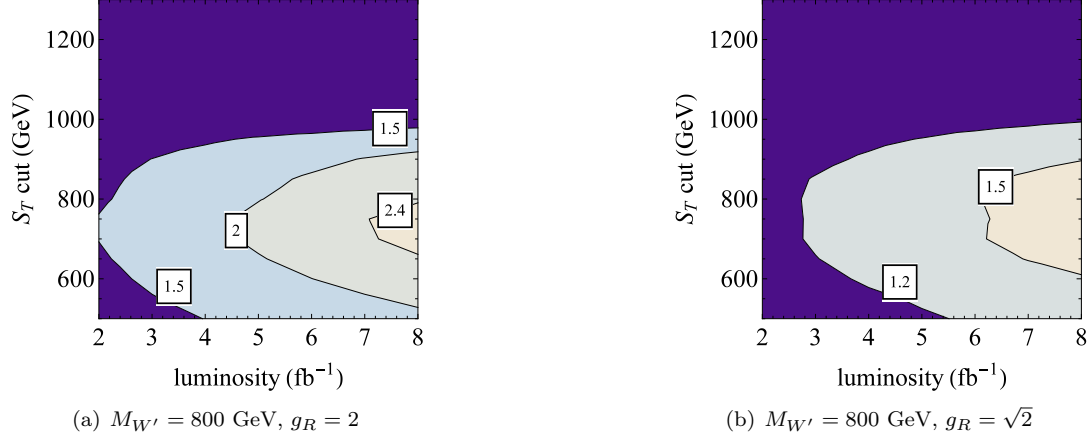 1200
1000
800
600
S_T cut (GeV)
1.5
2
2.4
1.5
2 3 4 5 6 7 8
luminosity (fb⁻¹)
(a) M_{W′} = 800 GeV, g_R = 2
1200
1000
800
600
S_T cut (GeV)
1.5
1.2
2 3 4 5 6 7 8
luminosity (fb⁻¹)
(b) M_{W′} = 800 GeV, g_R = √2